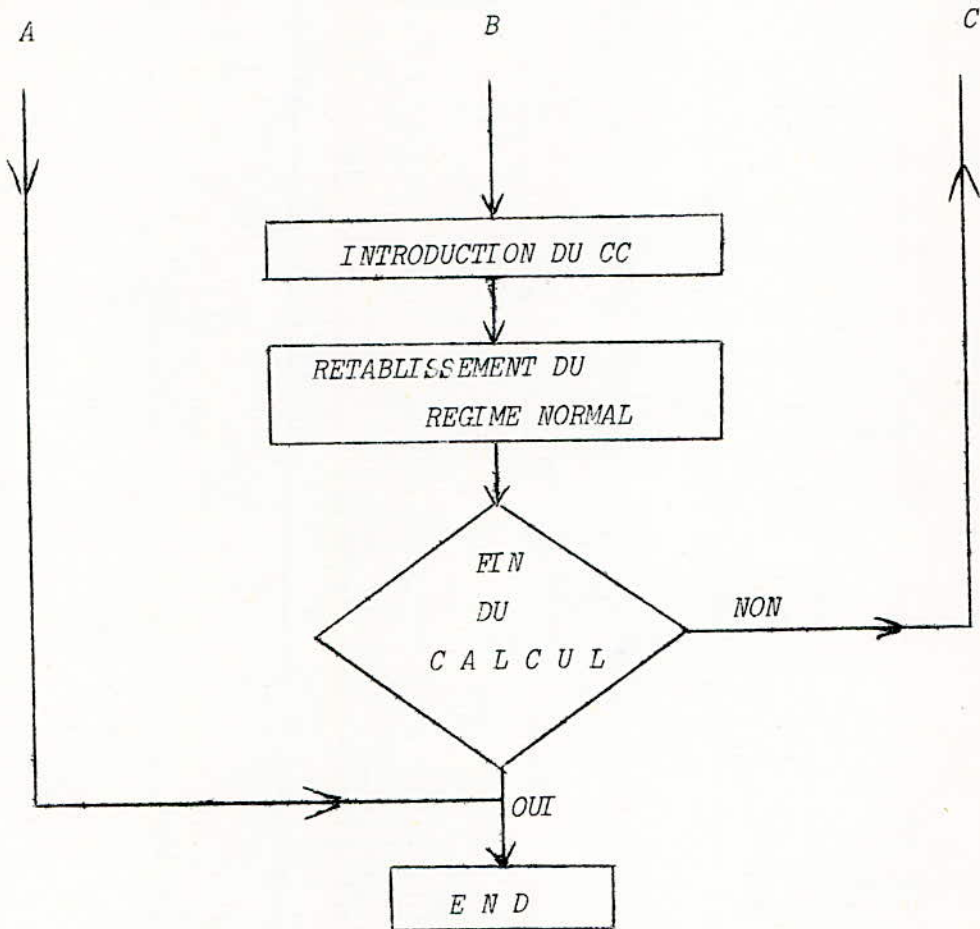 A
B
C
INTRODUCTION DU CC
RETABLISSEMENT DU
REGIME NORMAL
FIN
DU
CALCUL
NON
OUI
END